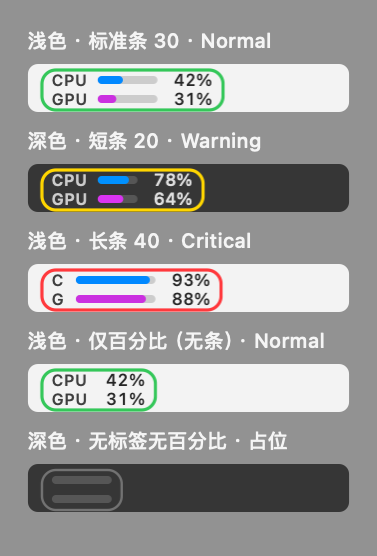 浅色 · 标准条 30 · Normal
CPU 42%
GPU 31%
深色 · 短条 20 · Warning
CPU 78%
GPU 64%
浅色 · 长条 40 · Critical
C 93%
G 88%
浅色 · 仅百分比（无条）· Normal
CPU 42%
GPU 31%
深色 · 无标签无百分比 · 占位